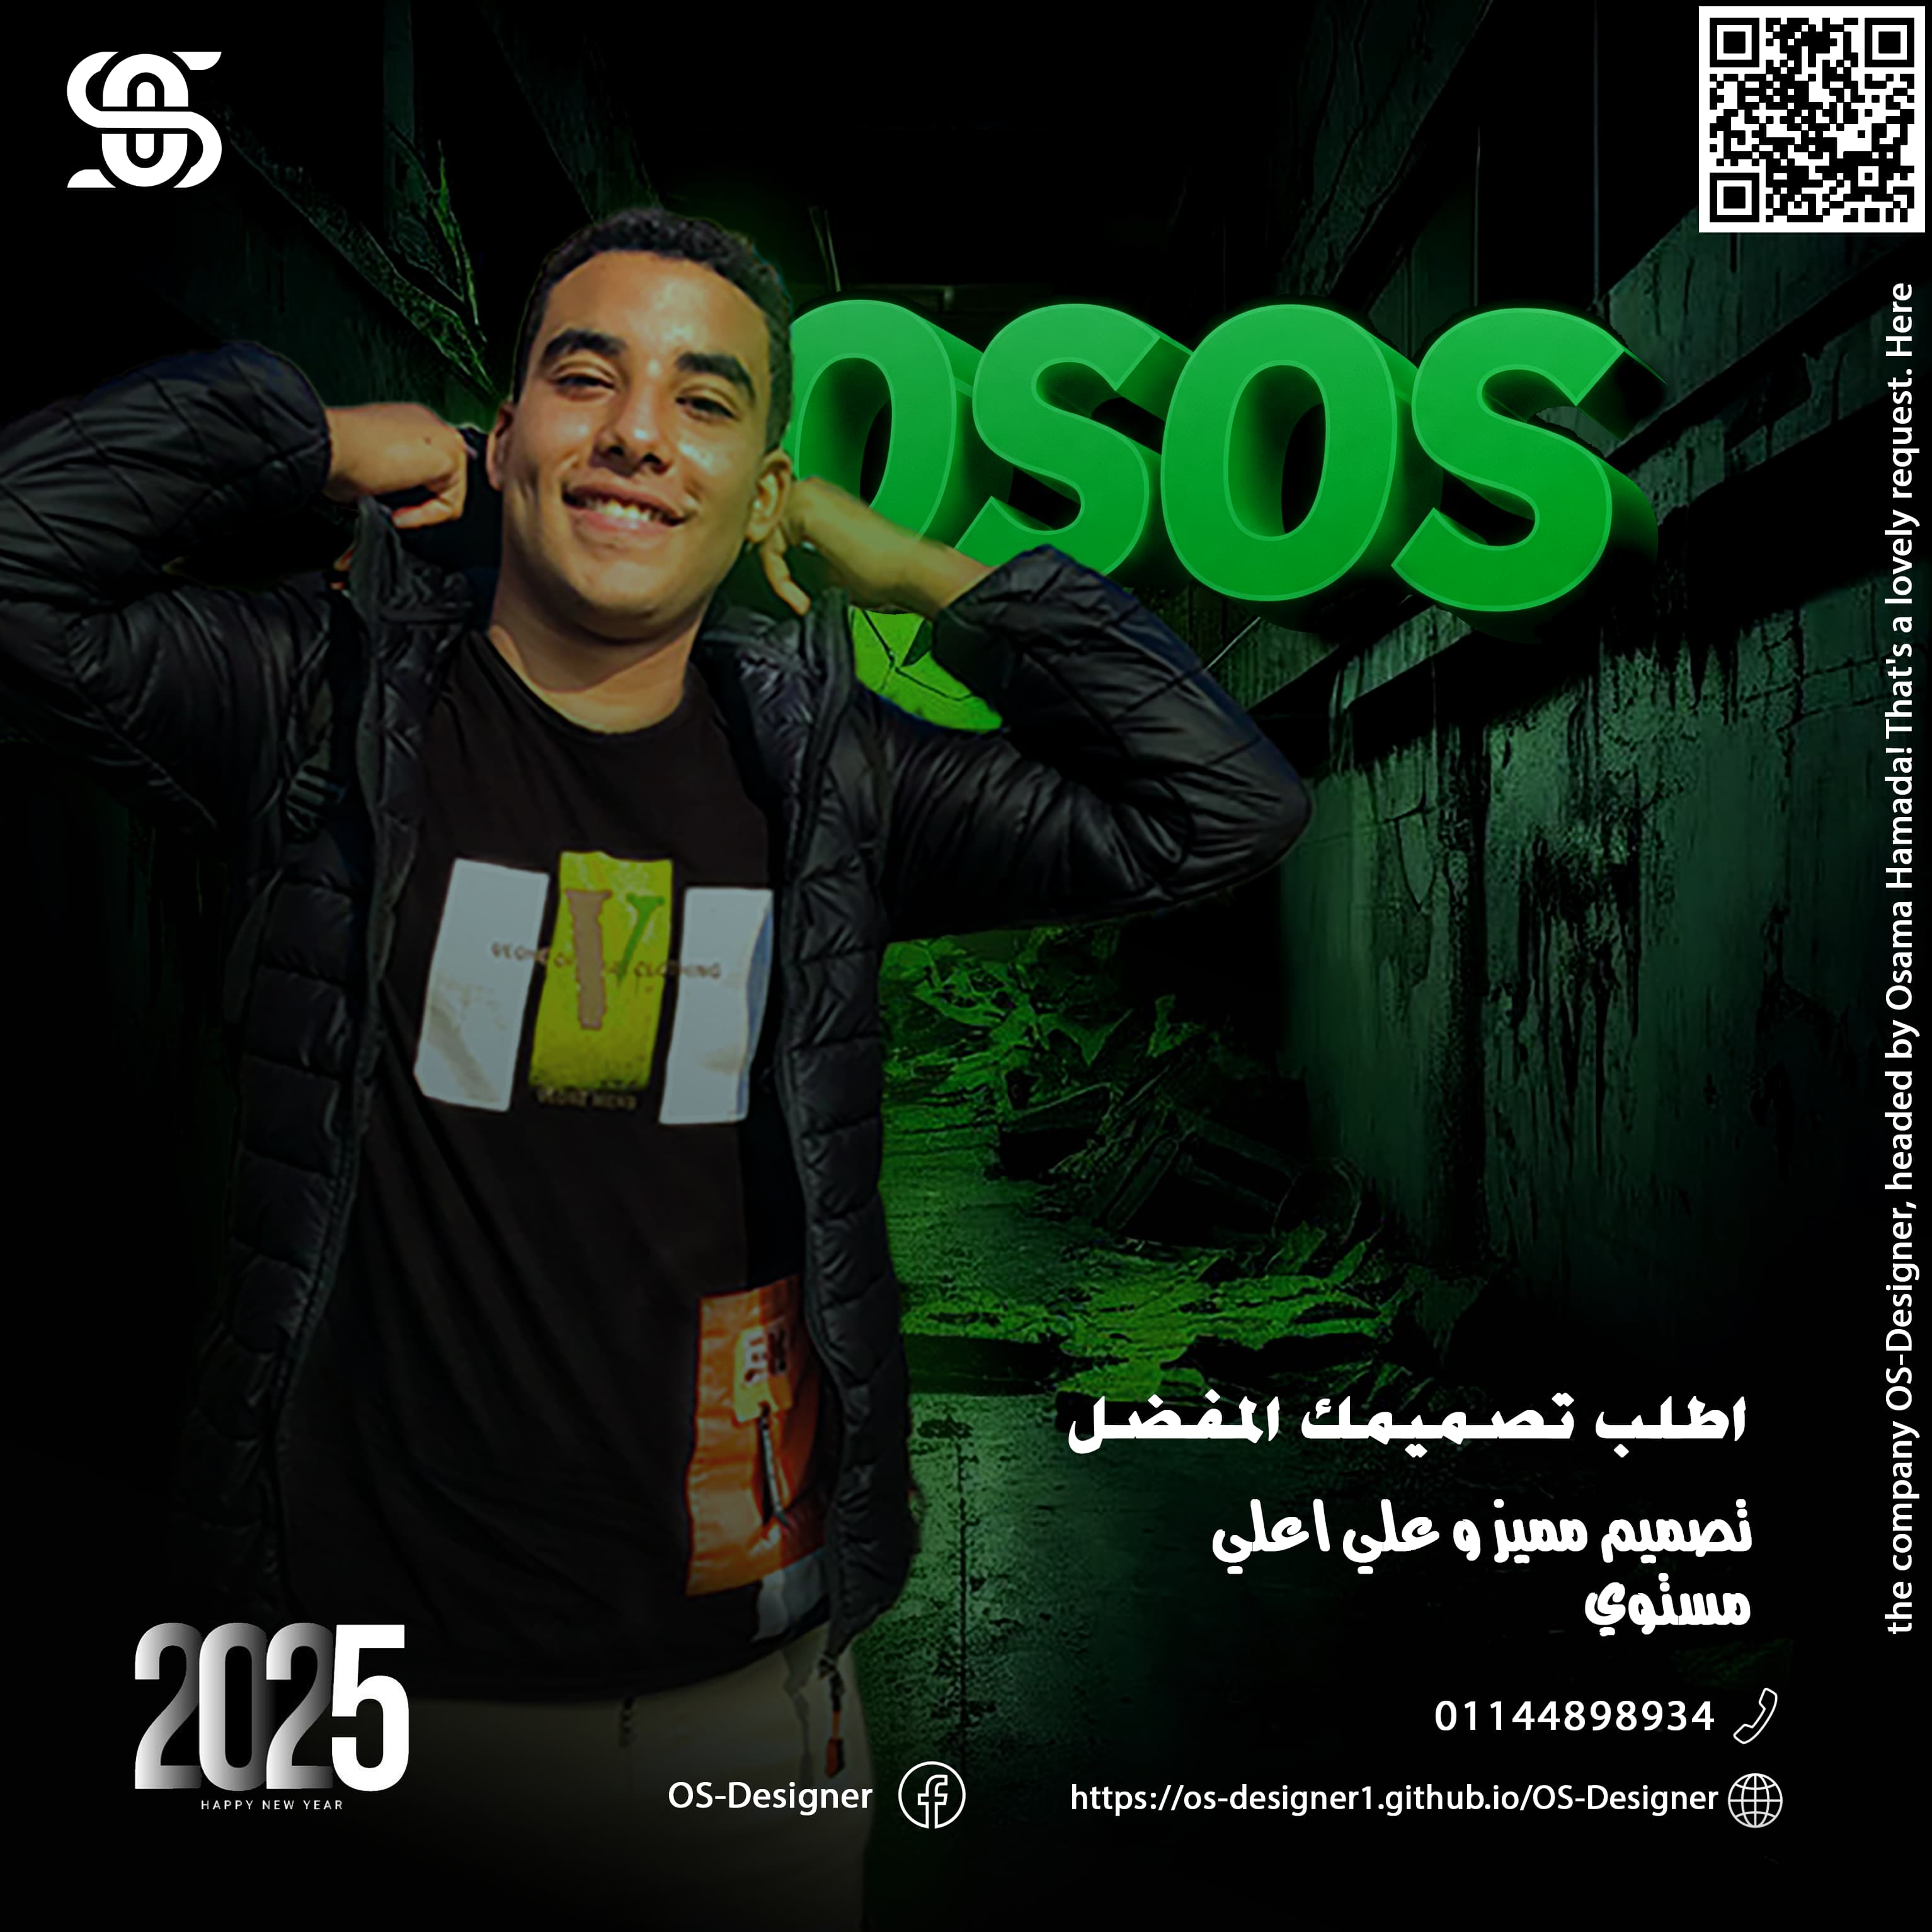 OSOS
the company OS-Designer, headed by Osama Hamada! That's a lovely request. Here
V
اطلب تصميمك المفضل
تصميم مميز و علي اعلي
مستوي
01144898934
https://os-designer1.github.io/OS-Designer
OS-Designer
2025
HAPPY NEW YEAR